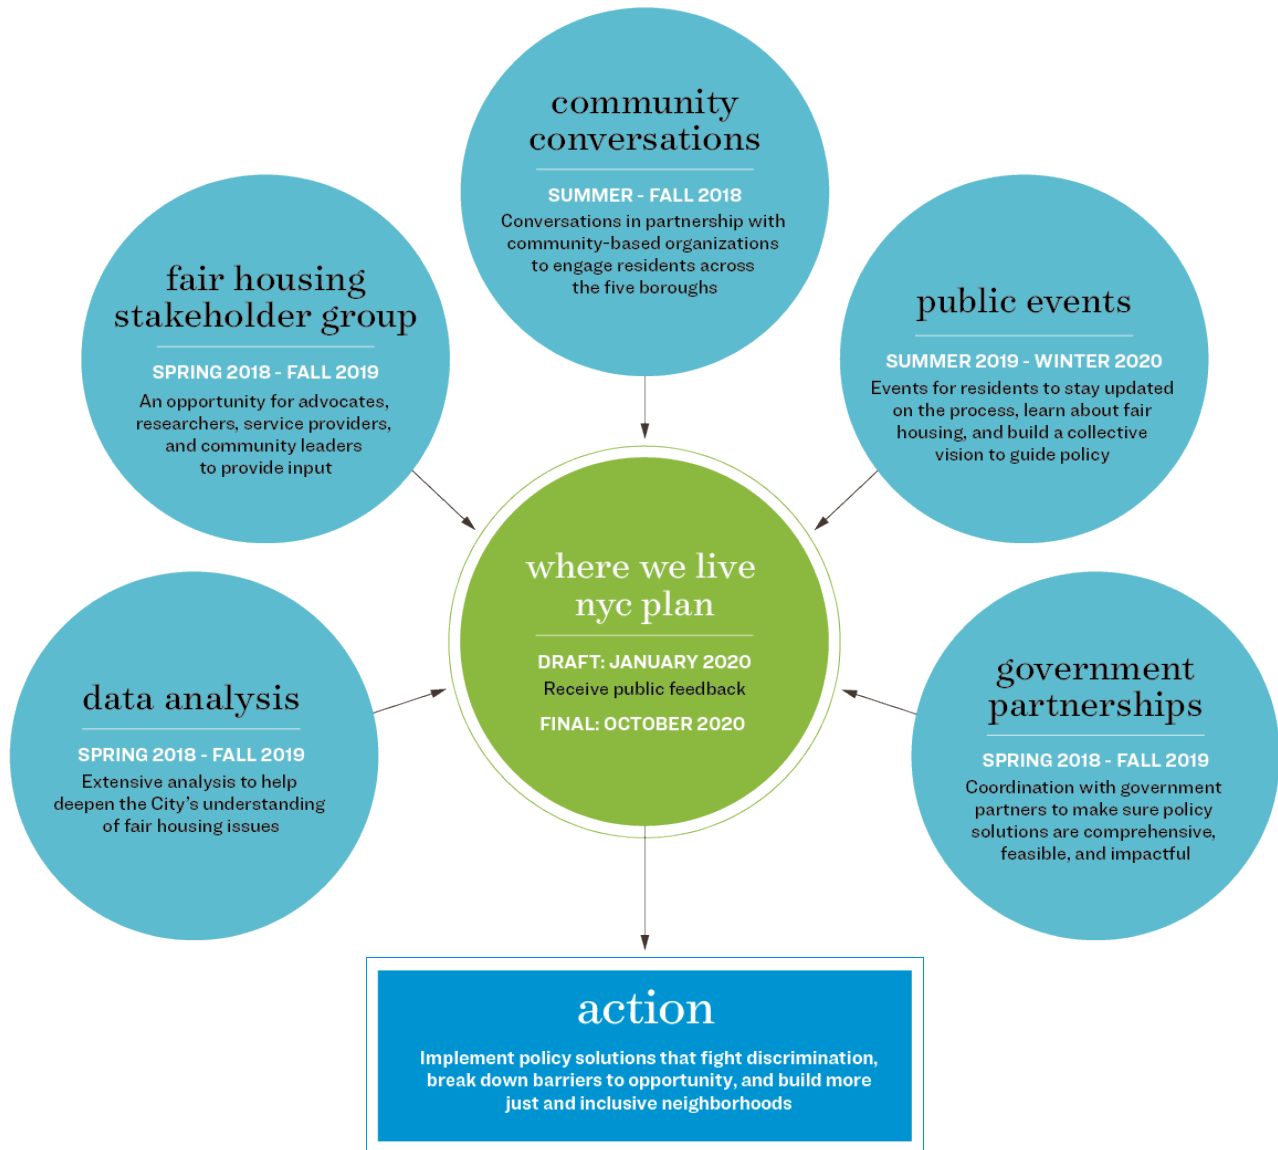 community
conversations
SUMMER - FALL 2018
Conversations in partnership with
community-based organizations
to engage residents across
the five boroughs
fair housing
stakeholder group
SPRING 2018 - FALL 2019
An opportunity for advocates,
researchers, service providers,
and community leaders
to provide input
public events
SUMMER 2019 - WINTER 2020
Events for residents to stay updated
on the process, learn about fair
housing, and build a collective
vision to guide policy
data analysis
SPRING 2018 - FALL 2019
Extensive analysis to help
deepen the City's understanding
of fair housing issues
where we live
nyc plan
DRAFT: JANUARY 2020
Receive public feedback
FINAL: OCTOBER 2020
government
partnerships
SPRING 2018 - FALL 2019
Coordination with government
partners to make sure policy
solutions are comprehensive,
feasible, and impactful
action
Implement policy solutions that fight discrimination,
break down barriers to opportunity, and build more
just and inclusive neighborhoods